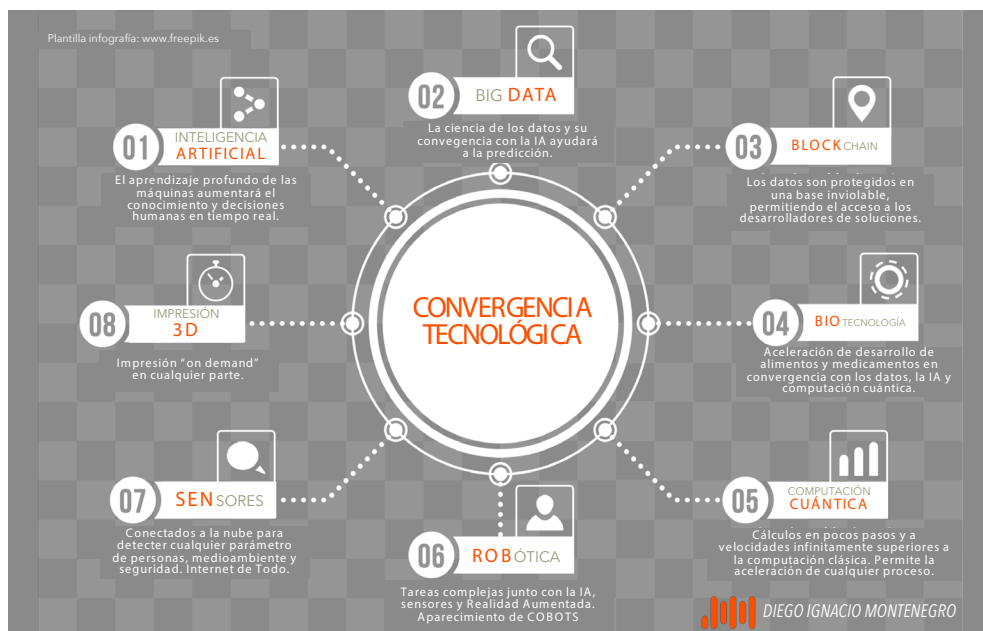 Plantilla infografía: www.freepik.es
01
INTELIGENCIA
ARTIFICIAL
El aprendizaje profundo de las
máquinas aumentará el
conocimiento y decisiones
humanas en tiempo real.
02
BIG DATA
La ciencia de los datos y su
convegencia con la IA ayudará
a la predicción.
03
BLOCKCHAIN
Los datos son protegidos en
una base inviolable,
permitiendo el acceso a los
desarrolladores de soluciones.
CONVERGENCIA
TECNOLÓGICA
04
BIOTECNOLOGÍA
Aceleración de desarrollo de
alimentos y medicamentos en
convergencia con los datos, la IA y
computación cuántica.
05
COMPUTACIÓN
CUÁNTICA
Cálculos en pocos pasos y a
velocidades infinitamente superiores a
la computación clásica. Permite la
aceleración de cualquier proceso.
06
ROBÓTICA
Tareas complejas junto con la IA,
sensores y Realidad Aumentada.
Aparecimiento de COBOTS
07
SENSORES
Conectados a la nube para
detecter cualquier parámetro
de personas, medioambiente y
seguridad. Internet de Todo.
08
IMPRESIÓN
3D
Impresión “on demand”
en cualquier parte.
DIEGO IGNACIO MONTENEGRO